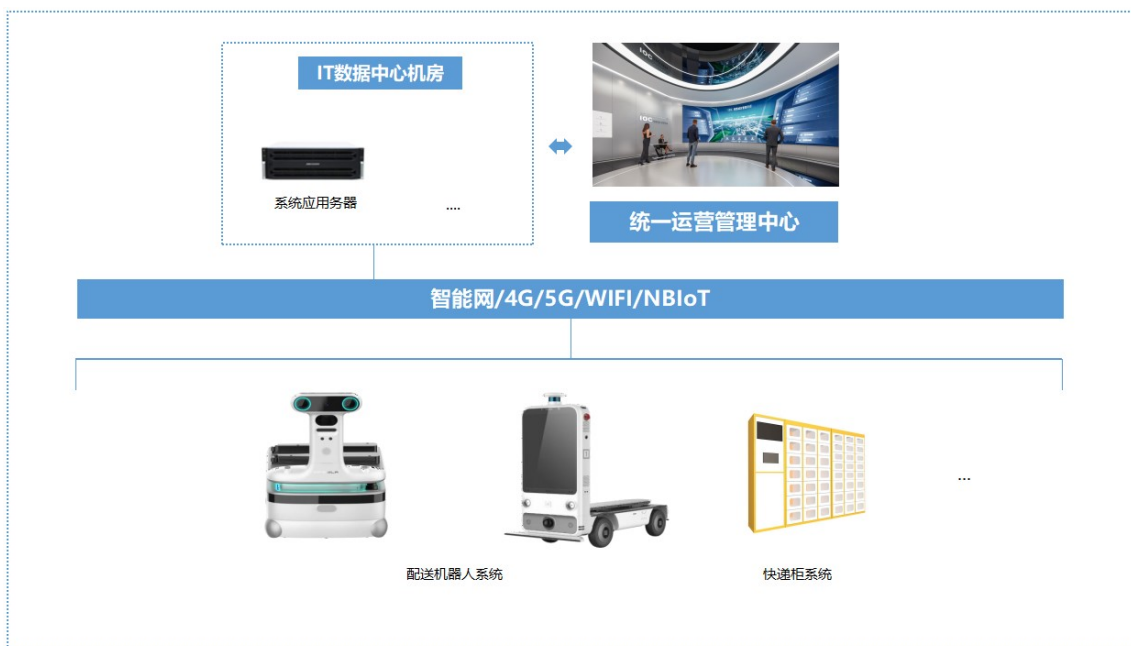 IT数据中心机房
系统应用务器
....
IOC
IOC
统一运营管理中心
智能网/4G/5G/WIFI/NBIoT
...
配送机器人系统
快递柜系统